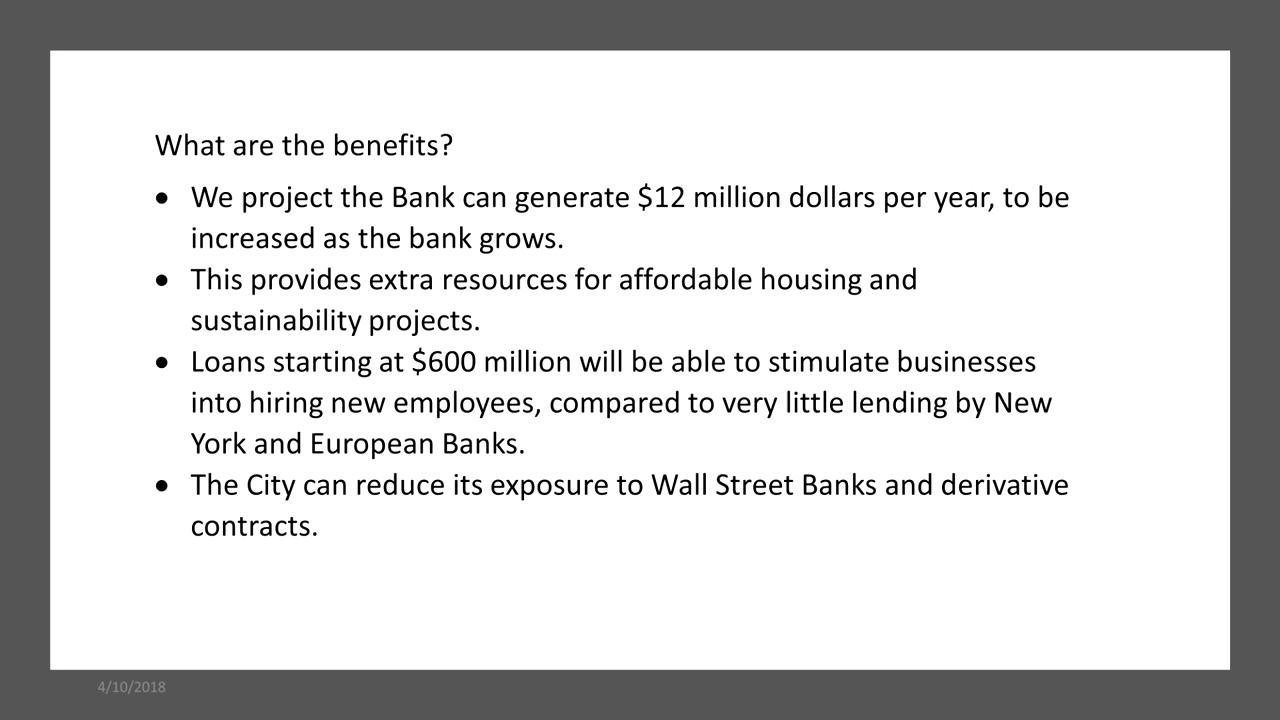 What are the benefits?
• We project the Bank can generate $12 million dollars per year, to be
increased as the bank grows.
• This provides extra resources for affordable housing and
sustainability projects.
• Loans starting at $600 million will be able to stimulate businesses
into hiring new employees, compared to very little lending by New
York and European Banks.
• The City can reduce its exposure to Wall Street Banks and derivative
contracts.
4/10/2018